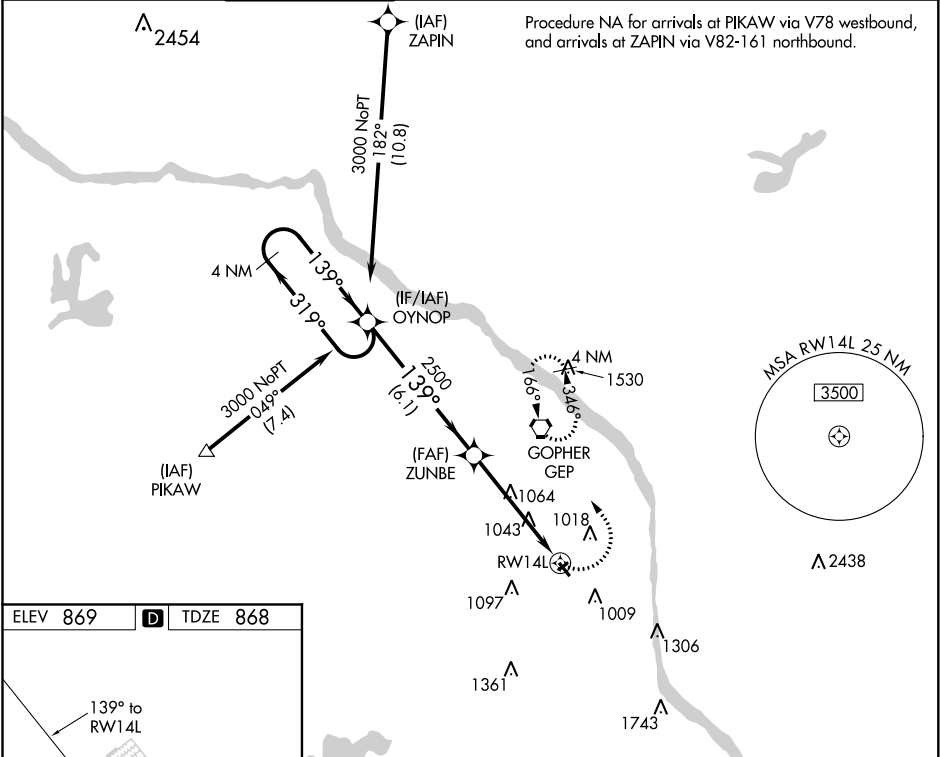 Procedure NA for arrivals at PIKAW via V78 westbound,
and arrivals at ZAPIN via V82-161 northbound.
2454
(IAF)
ZAPIN
3000 NoPT
182°
(10.8)
4 NM
139°
319°
(IF/IAF)
OYNOP
3000 NoPT
049°
(7.4)
(IAF)
PIKAW
2500
139°
(6.1)
(FAF)
ZUNBE
4 NM
1530
166°
346°
GOPHER
GEP
MSA RW14L 25 NM
3500
1064
1043
1018
RW14L
2438
1097
1009
1306
1361
1743
ELEV 869 D TDZE 868
139° to
RW14L